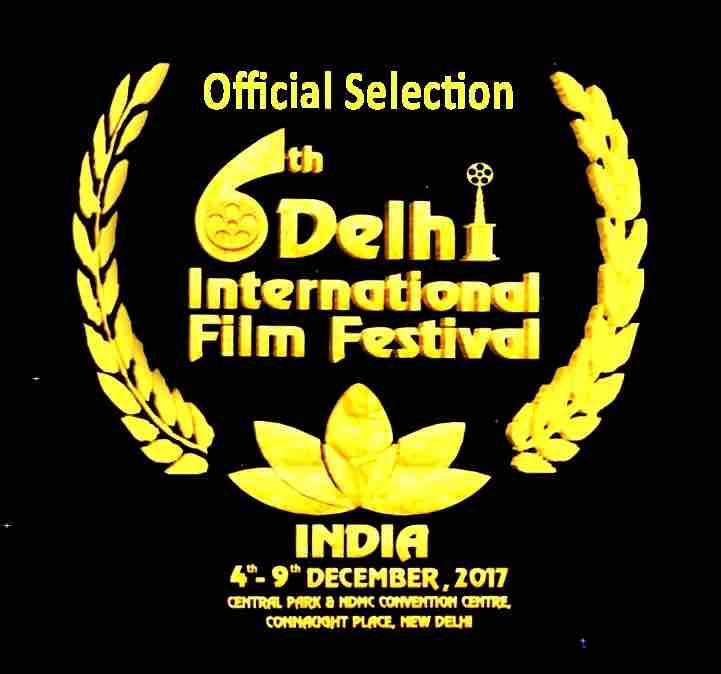 Official Selection
6th Delhi
International
Film Festival
INDIA
4th- 9th DECEMBER, 2017
CENTRAL PARK & NDMC CONVENTION CENTRE,
CONNAUGHT PLACE, NEW DELHI
t